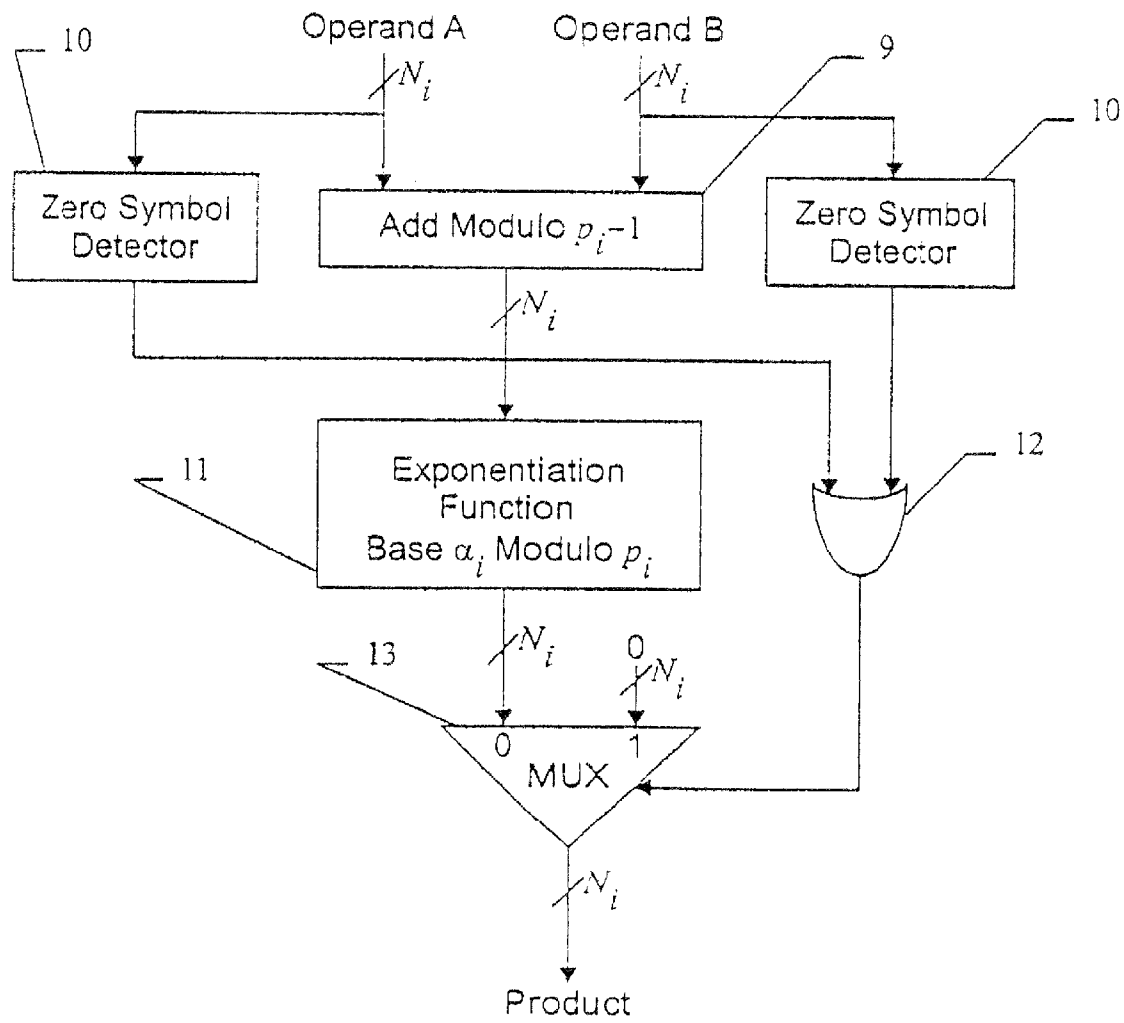 10
Operand A
Operand B
9
N_i
N_i
10
Zero Symbol
Detector
Add Modulo p_i-1
Zero Symbol
Detector
N_i
11
Exponentiation
Function
Base α_i Modulo p_i
12
N_i
0
N_i
13
0
1
MUX
N_i
Product